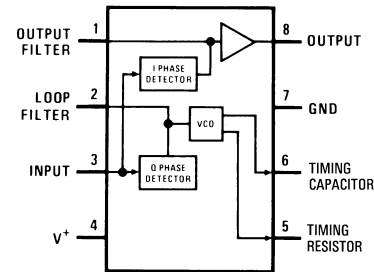 OUTPUT
FILTER
1
8
OUTPUT
I PHASE
DETECTOR
LOOP
FILTER
2
7
GND
VCO
INPUT
3
Q PHASE
DETECTOR
6
TIMING
CAPACITOR
V+
4
5
TIMING
RESISTOR